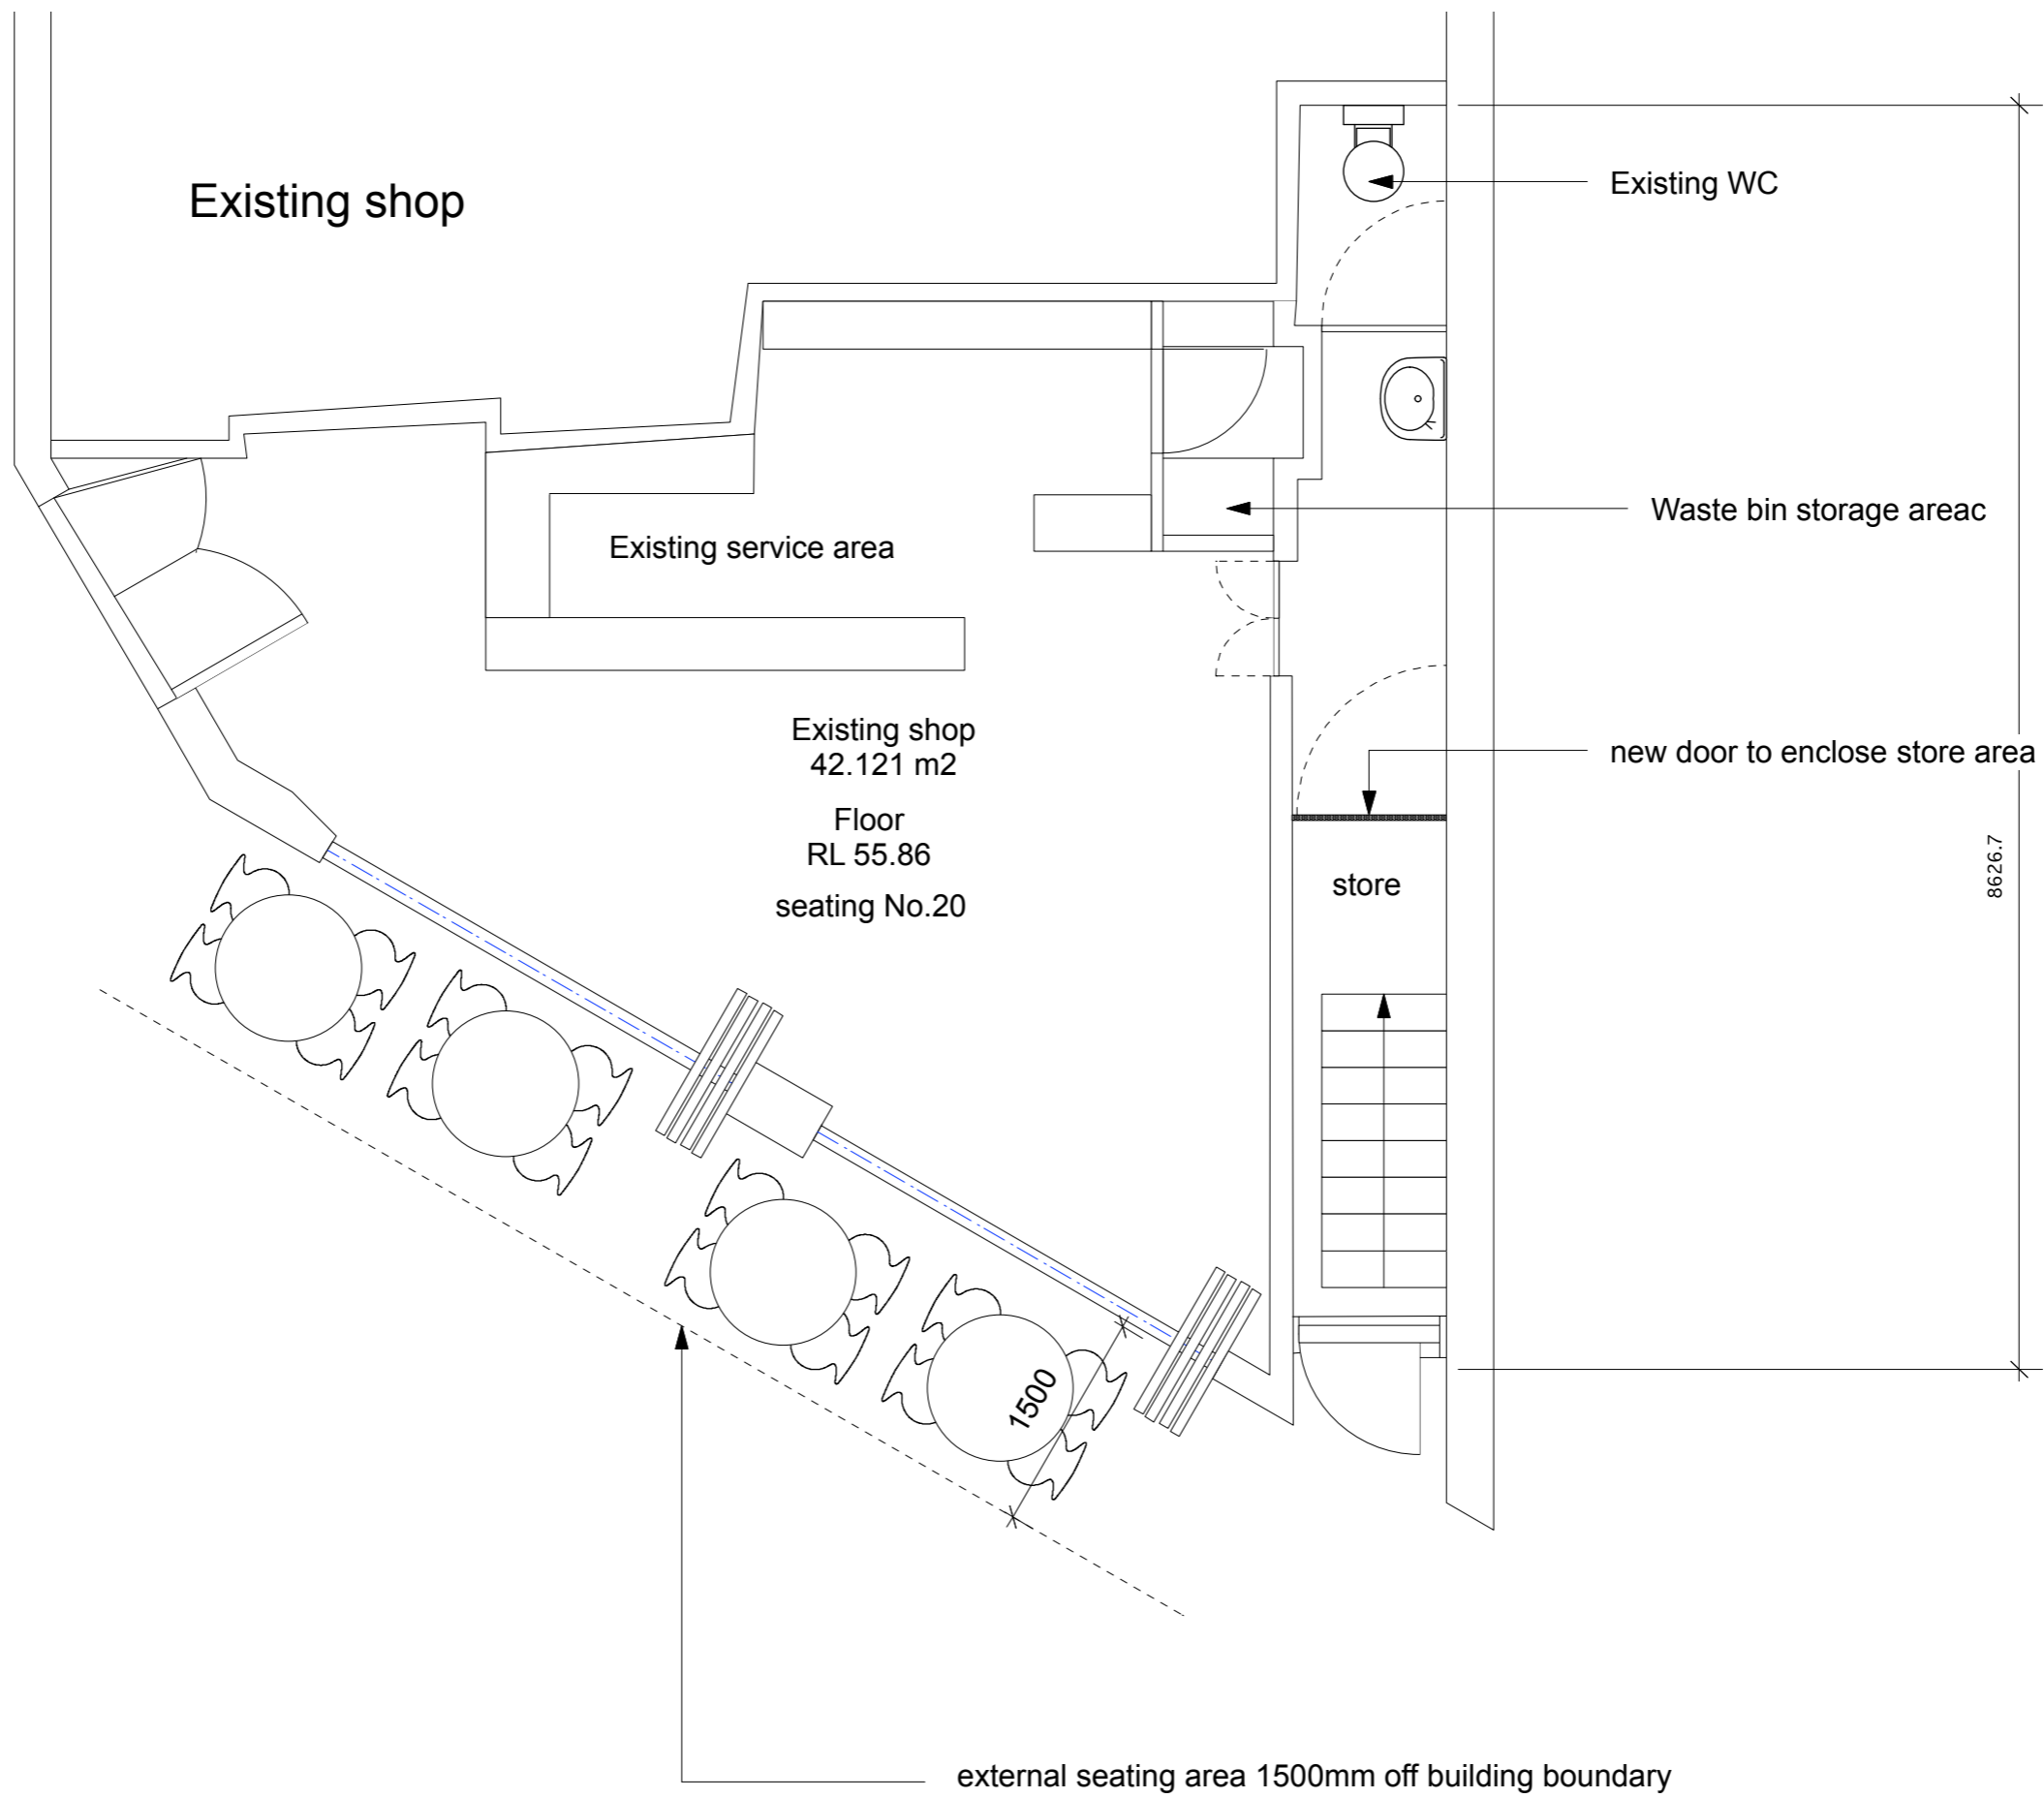 Existing shop
Existing WC
Waste bin storage areac
Existing service area
Existing shop
42.121 m2
new door to enclose store area
Floor
RL 55.86
8626.7
store
seating No.20
1500
external seating area 1500mm off building boundary